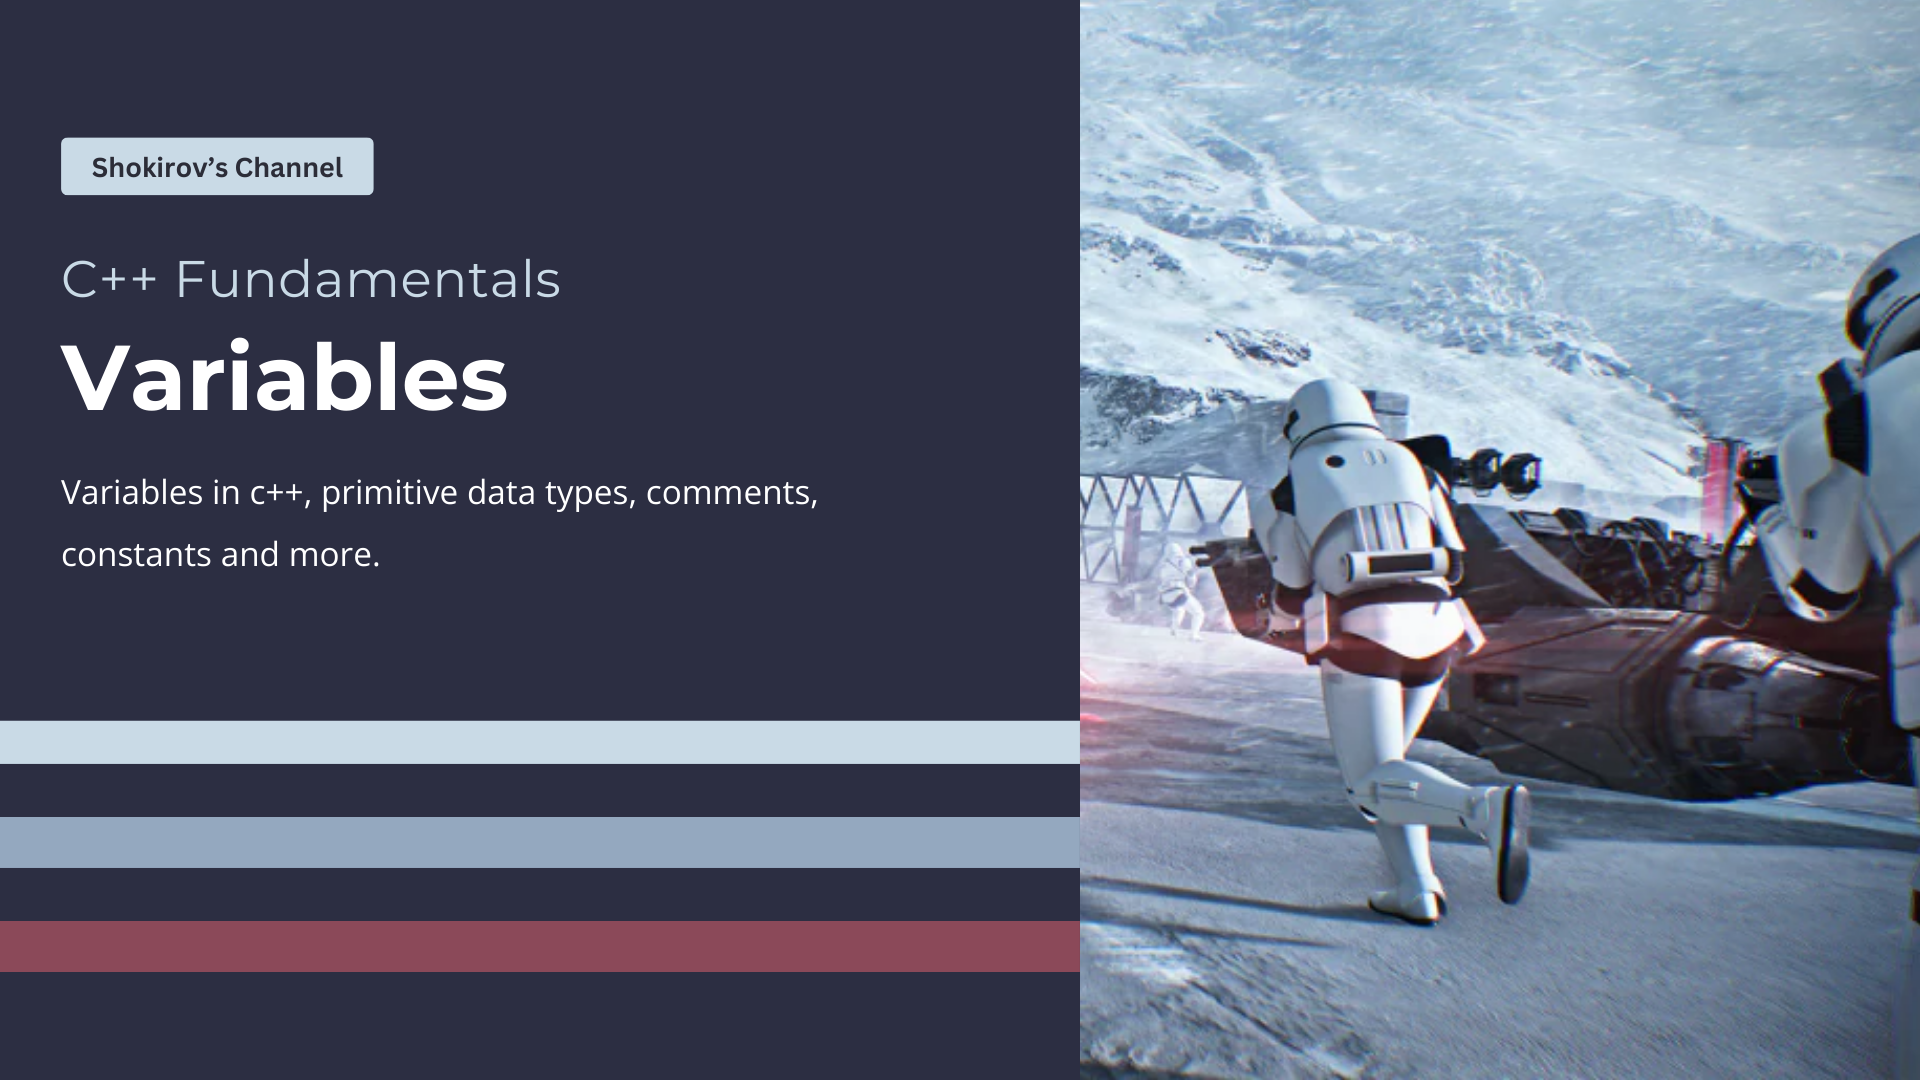 Shokirov’s Channel
C++ Fundamentals
Variables
Variables in c++, primitive data types, comments,
constants and more.